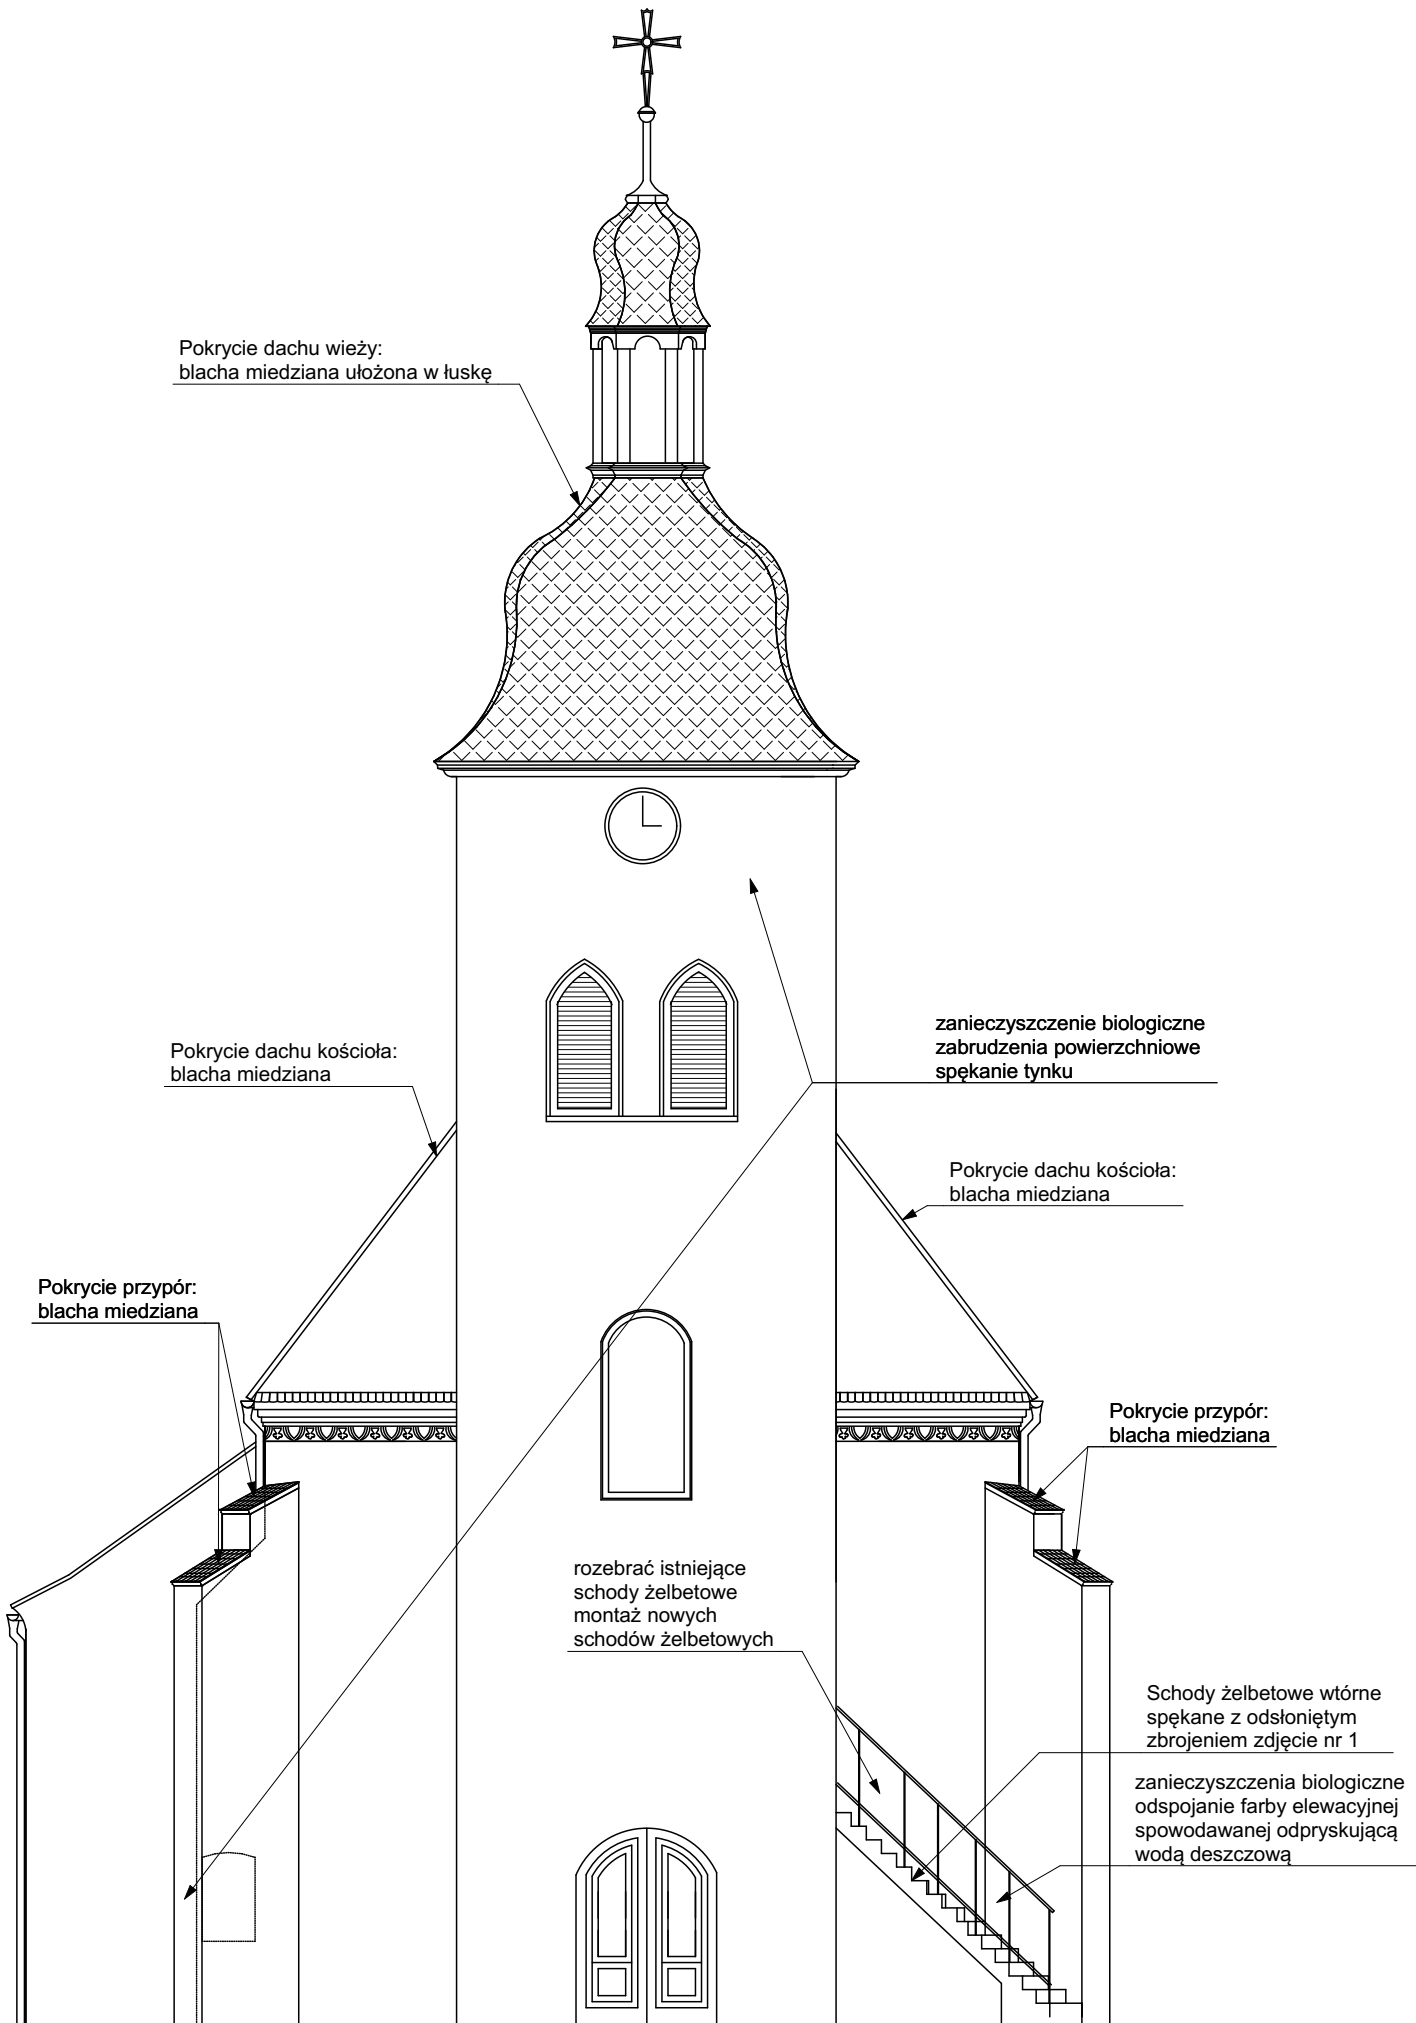 Pokrycie dachu wieży:
blacha miedziana ułożona w łuskę
zanieczyszczenie biologiczne
zabrudzenia powierzchniowe
spękanie tynku
Pokrycie dachu kościoła:
blacha miedziana
Pokrycie dachu kościoła:
blacha miedziana
Pokrycie przypór:
blacha miedziana
Pokrycie przypór:
blacha miedziana
rozebrać istniejące
schody żelbetowe
montaż nowych
schodów żelbetowych
Schody żelbetowe wtórne
spękane z odsłoniętym
zbrojeniem zdjęcie nr 1
zanieczyszczenia biologiczne
odspojanie farby elewacyjnej
spowodawanej odpryskującą
wodą deszczową